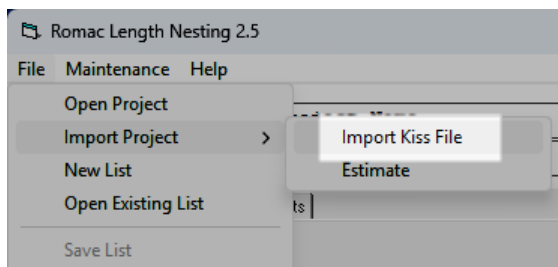 Romac Length Nesting 2.5
File Maintenance Help
Open Project
Import Project >
Import Kiss File
New List
Estimate
Open Existing List
ts
Save List